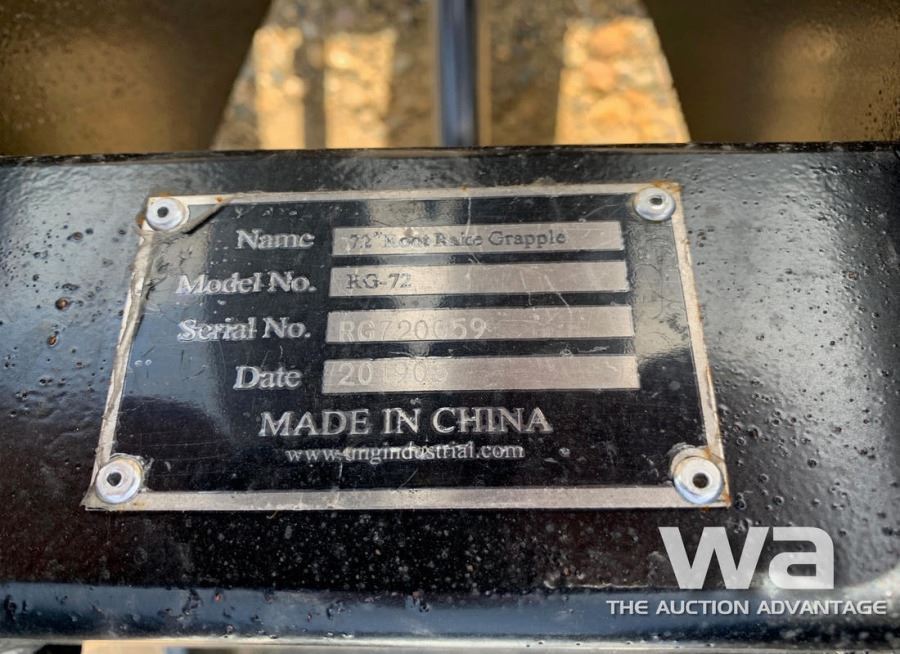 Name 72" Root Rake Grapple
Model No. RG-72
Serial No. RG720059
Date 201905
MADE IN CHINA
www.tmgindustrial.com
wa
THE AUCTION ADVANTAGE